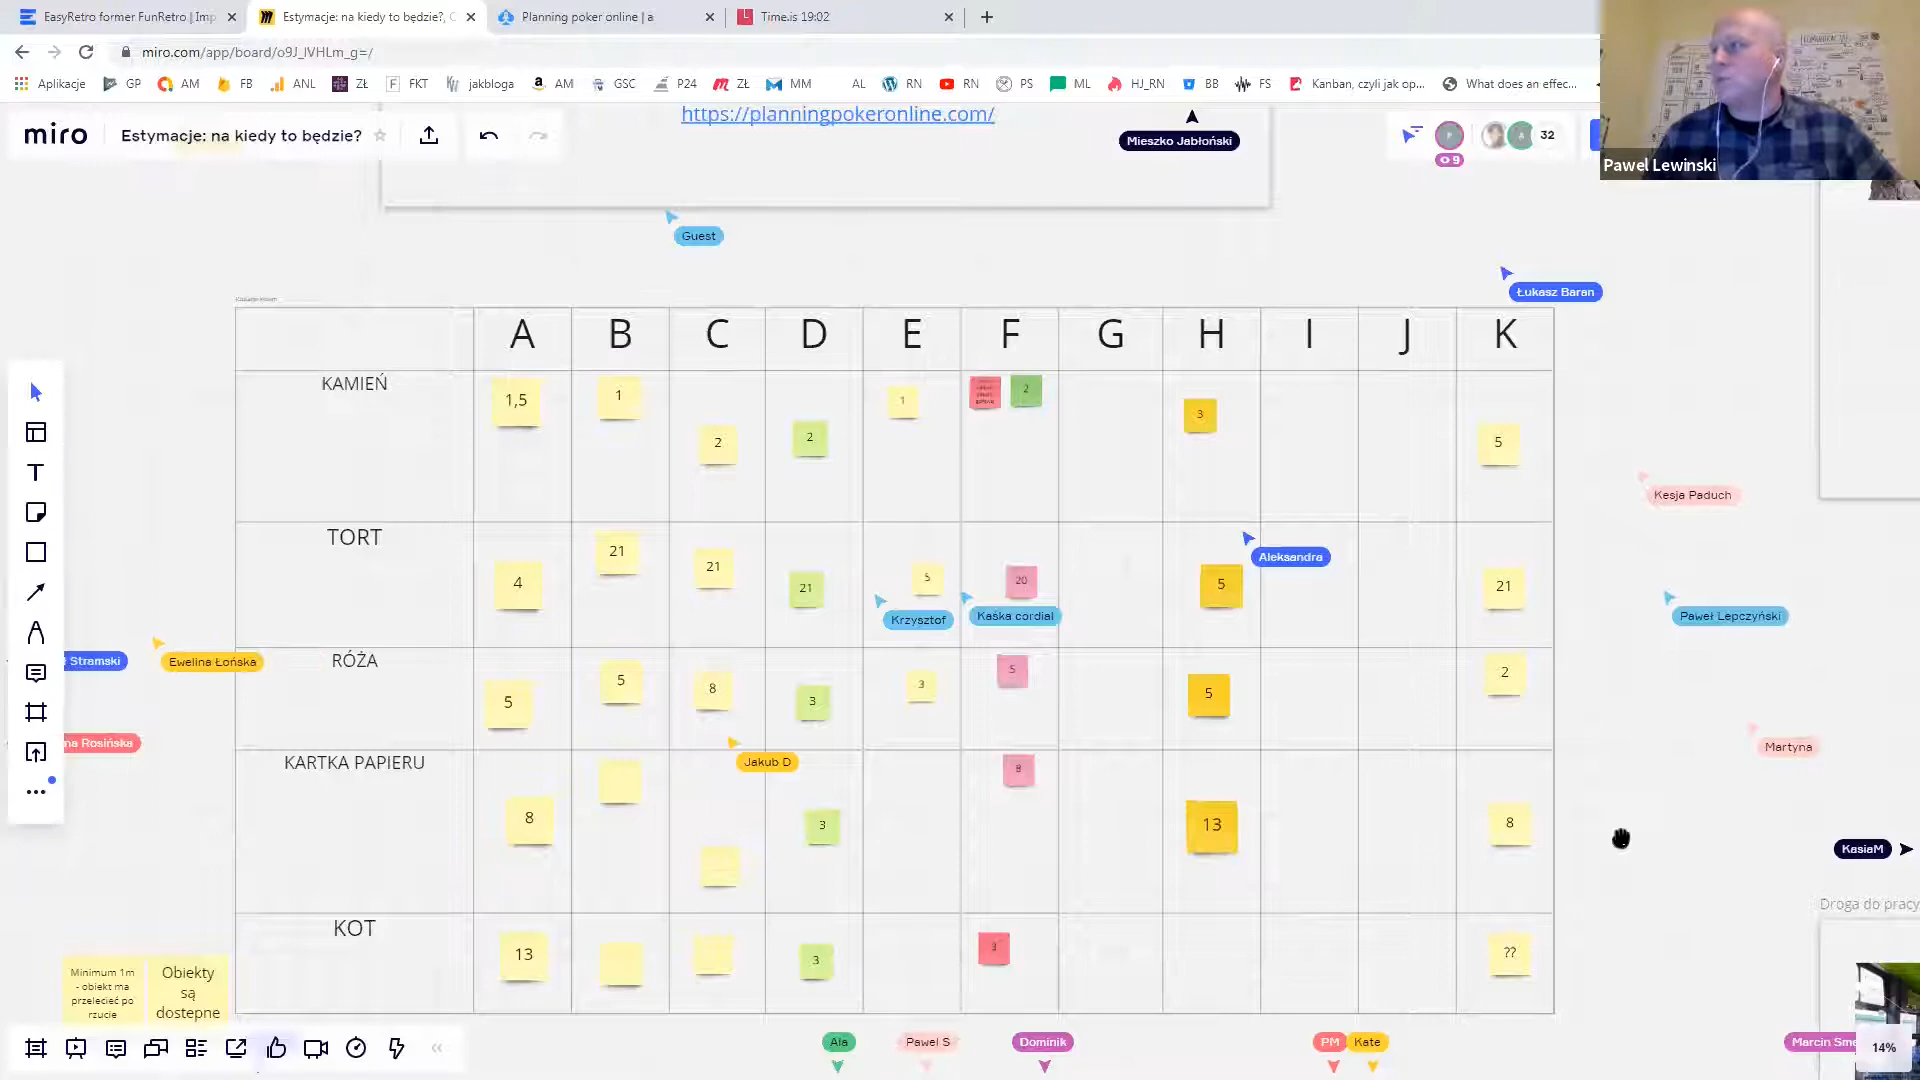 EasyRetro former FunRetro | Imp
Estymacje: na kiedy to będzie?, C
Planning poker online | a
Time.is 19:02
miro.com/app/board/o9J_lVHLm_g=/
Aplikacje
GP
AM
FB
ANL
ZŁ
FKT
jakbloga
AM
GSC
P24
ZŁ
MM
AL
RN
RN
PS
ML
HJ_RN
BB
FS
Kanban, czyli jak op...
What does an effec...
https://planningpokeronline.com/
miro
Estymacje: na kiedy to będzie?
Mieszko Jabłoński
32
9
Pawel Lewinski
Guest
Łukasz Baran
A B C D E F G H I J K
KAMIEŃ
1,5 1 2 2 1 2 3 5
Kesja Paduch
TORT
4 21 21 21 5 20 5 21
Aleksandra
Krzysztof
Kaśka cordial
Paweł Lepczyński
Stramski
Ewelina Łońska
RÓŻA
5 5 8 3 3 5 5 2
na Rosińska
Jakub D
Martyna
KARTKA PAPIERU
8 3 8 13 8
KasiaM
Droga do pracy
KOT
13 3 3 ??
Minimum 1m
- obiekt ma
przelecieć po
rzucie
Obiekty
są
dostepne
Ala
Pawel S
Dominik
PM
Kate
Marcin Sme
14%